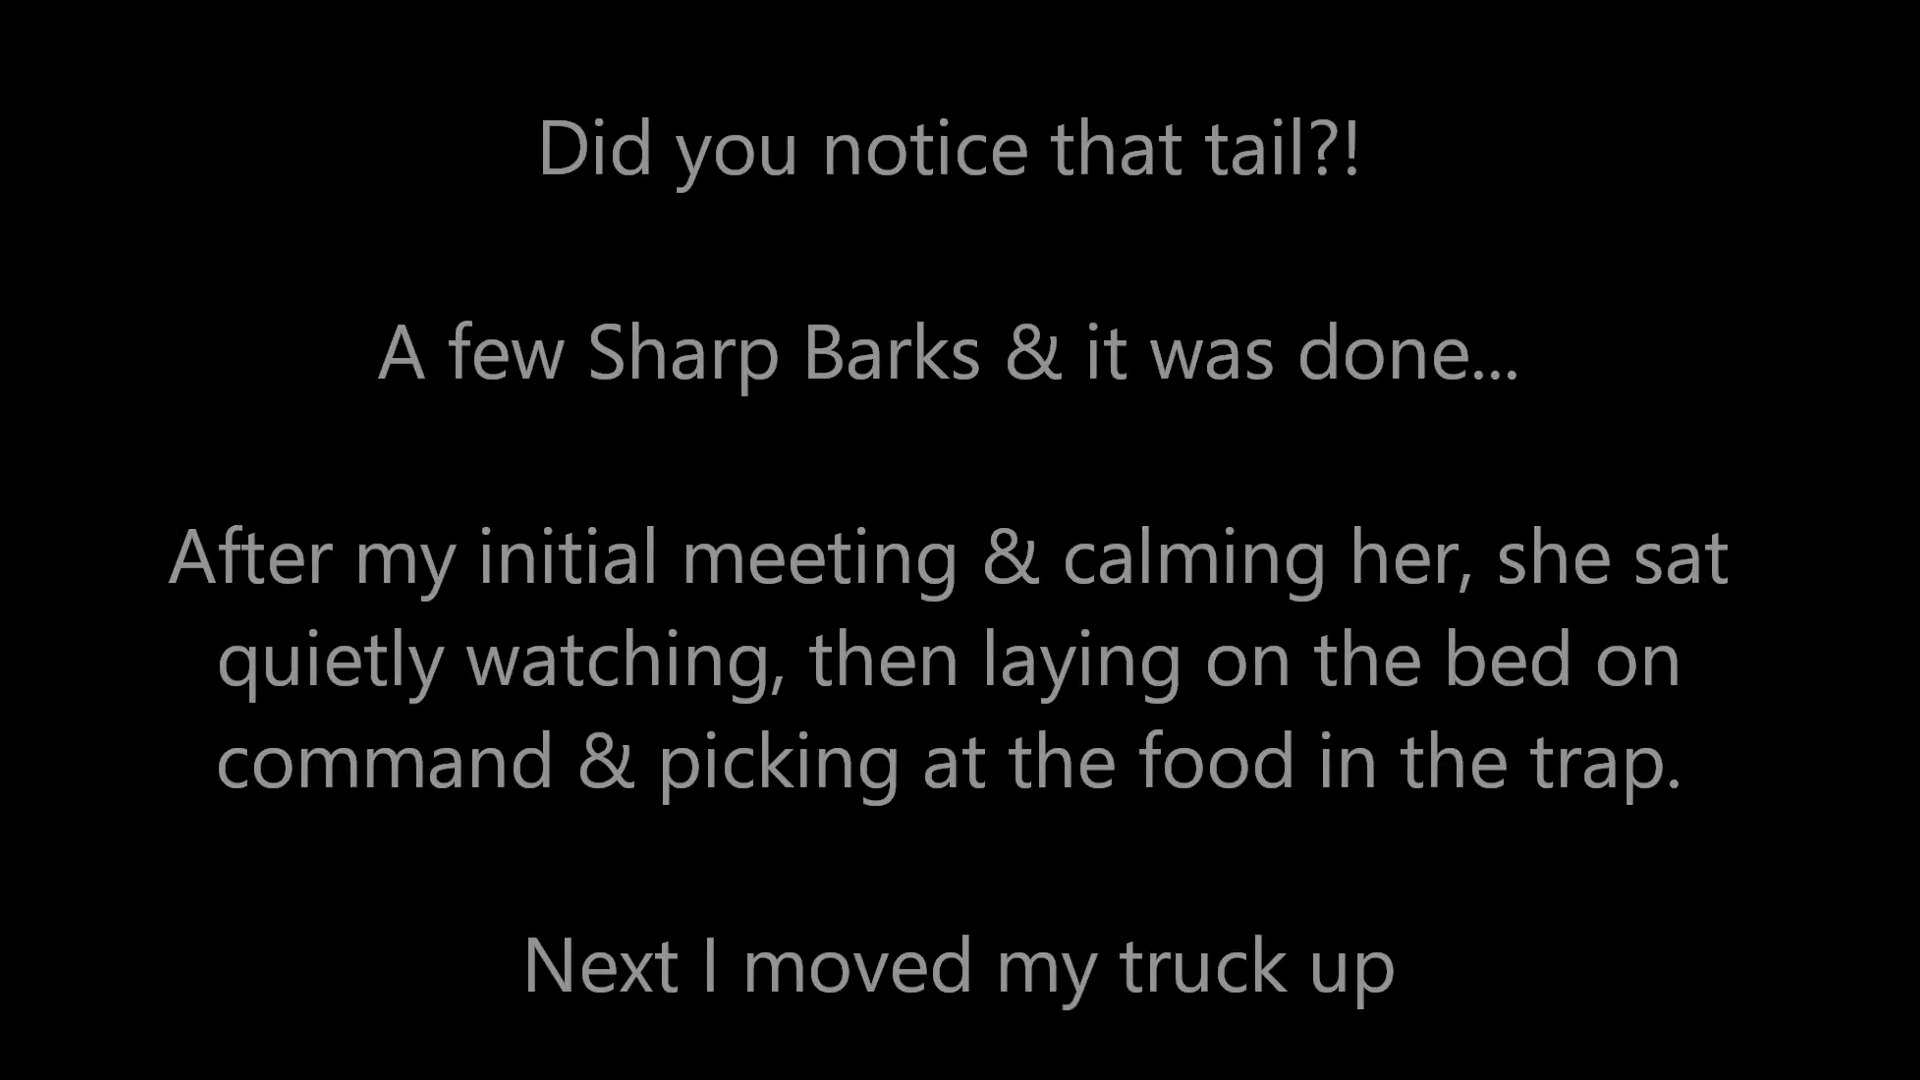 Did you notice that tail?!
A few Sharp Barks & it was done...
After my initial meeting & calming her, she sat
quietly watching, then laying on the bed on
command & picking at the food in the trap.
Next I moved my truck up